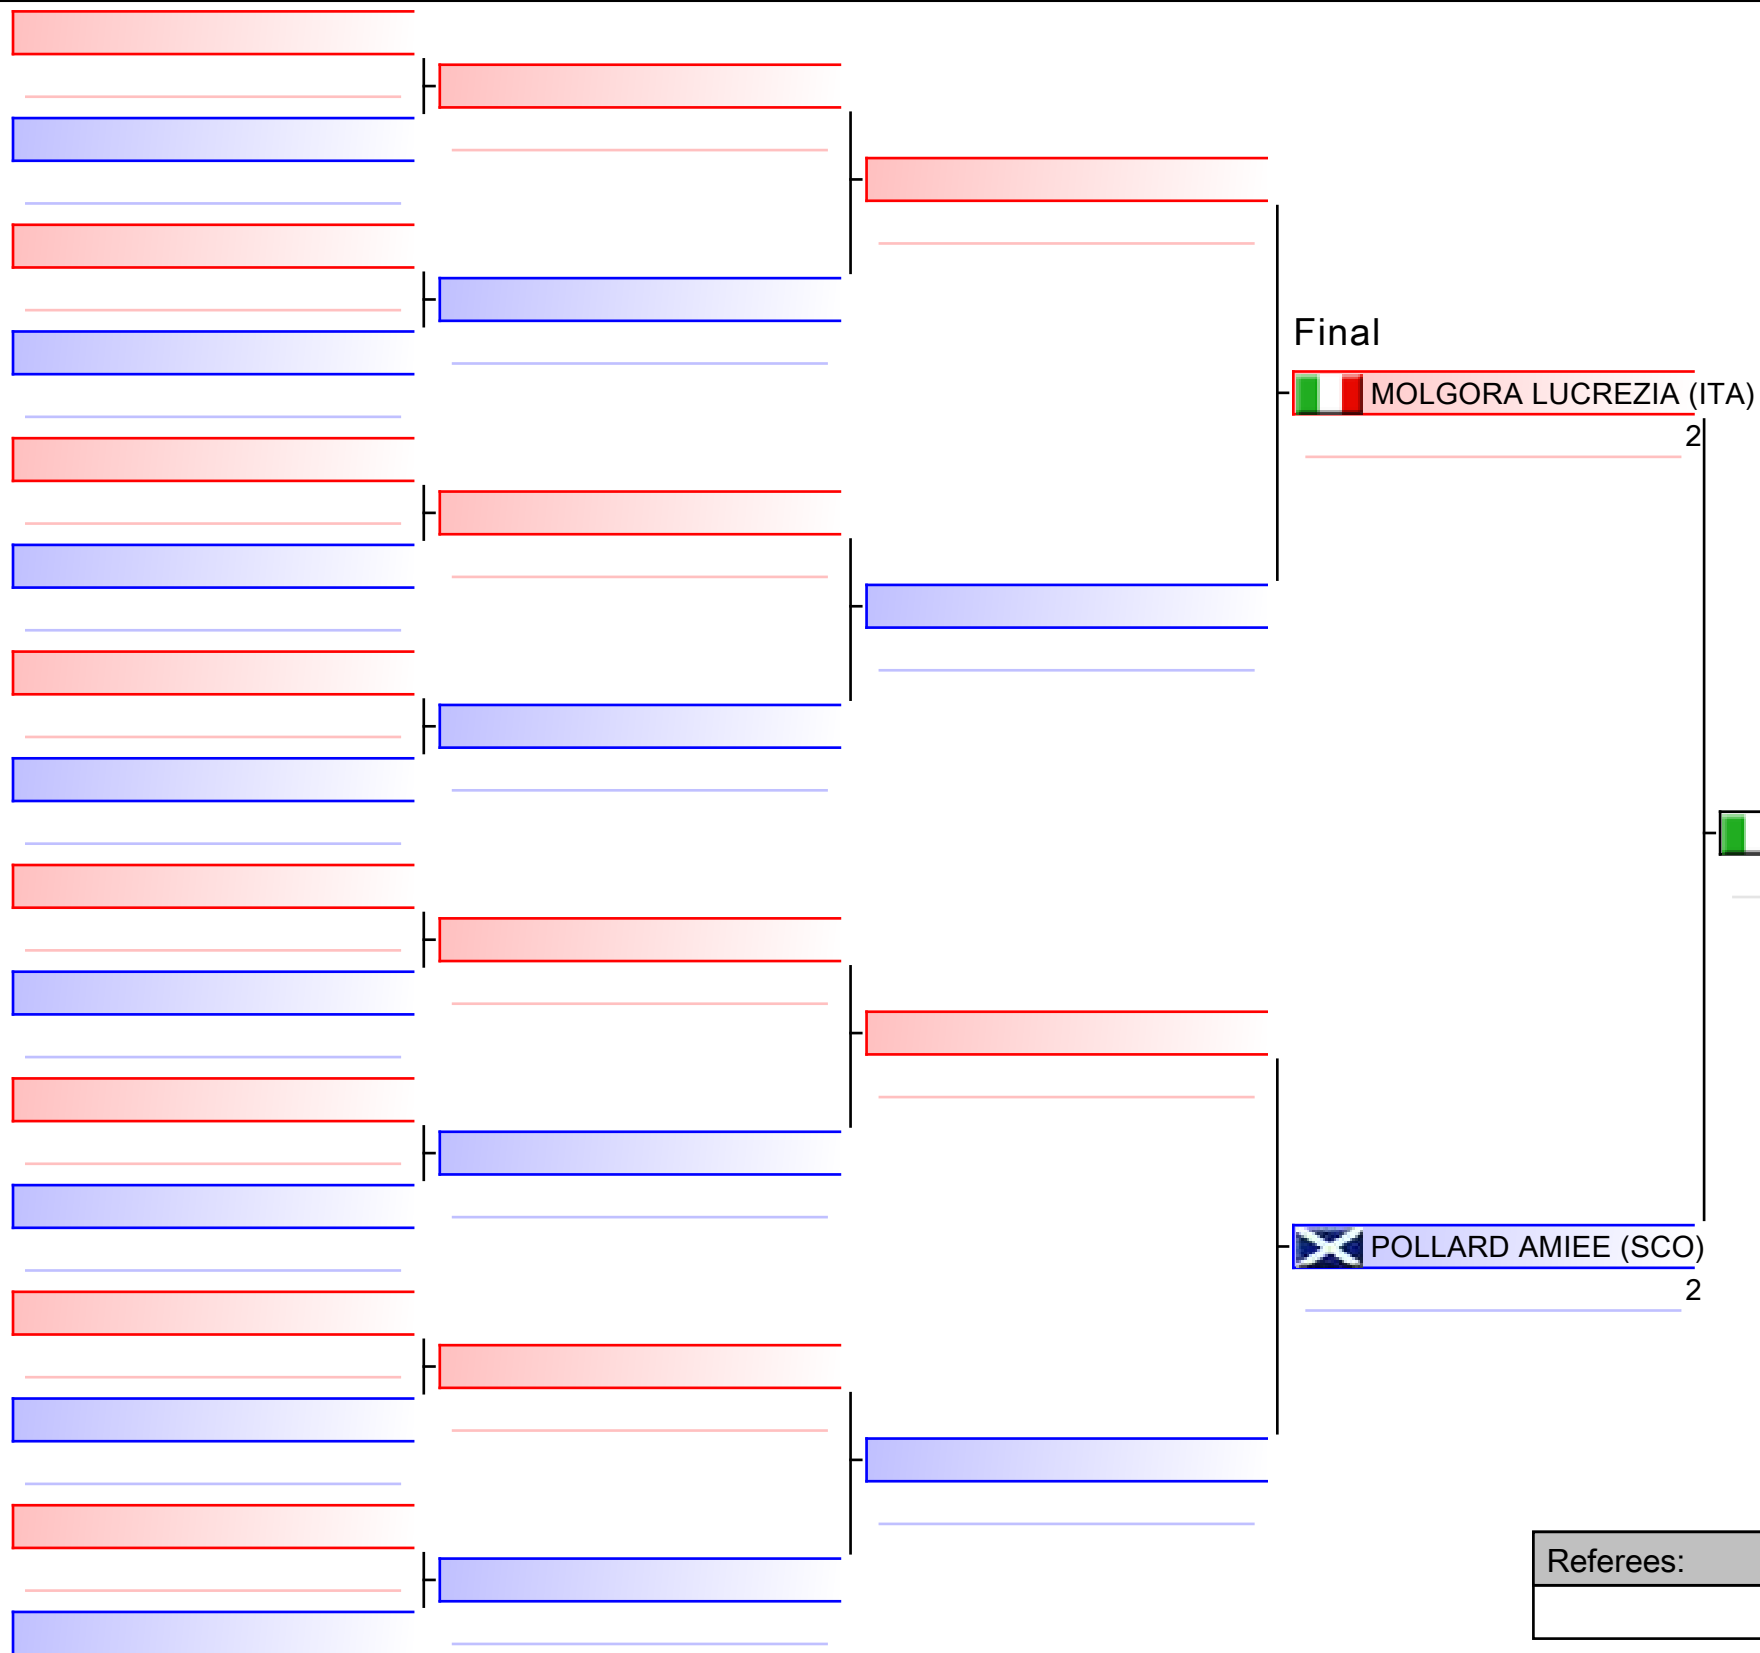 Final
MOLGORA LUCREZIA (ITA)
2
POLLARD AMIEE (SCO)
2
Referees: